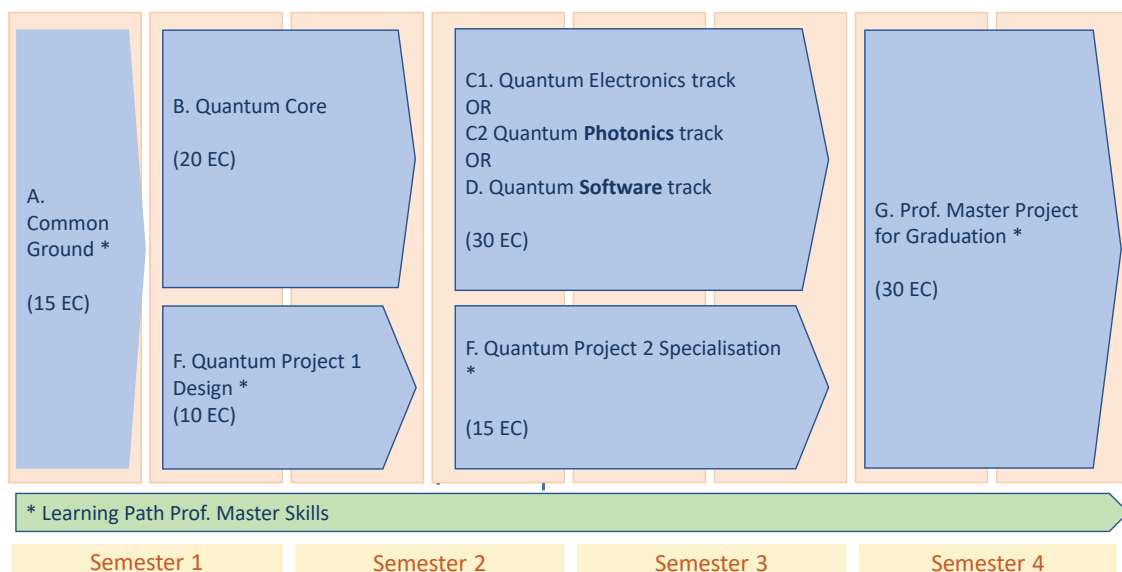 A.
Common
Ground *
(15 EC)
B. Quantum Core
(20 EC)
F. Quantum Project 1
Design *
(10 EC)
C1. Quantum Electronics track
OR
C2 Quantum Photonics track
OR
D. Quantum Software track
(30 EC)
F. Quantum Project 2 Specialisation
*
(15 EC)
G. Prof. Master Project
for Graduation *
(30 EC)
* Learning Path Prof. Master Skills
Semester 1
Semester 2
Semester 3
Semester 4